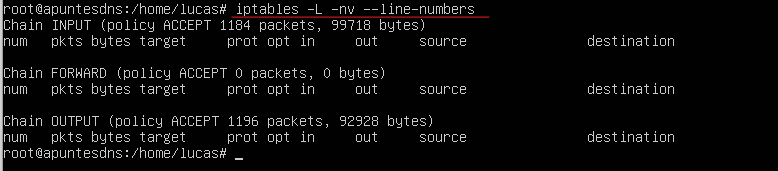 root@apuntesdns:/home/lucas# iptables -L -nv --line-numbers
Chain INPUT (policy ACCEPT 1184 packets, 99718 bytes)
num   pkts bytes target     prot opt in     out     source               destination
Chain FORWARD (policy ACCEPT 0 packets, 0 bytes)
num   pkts bytes target     prot opt in     out     source               destination
Chain OUTPUT (policy ACCEPT 1196 packets, 92928 bytes)
num   pkts bytes target     prot opt in     out     source               destination
root@apuntesdns:/home/lucas# _